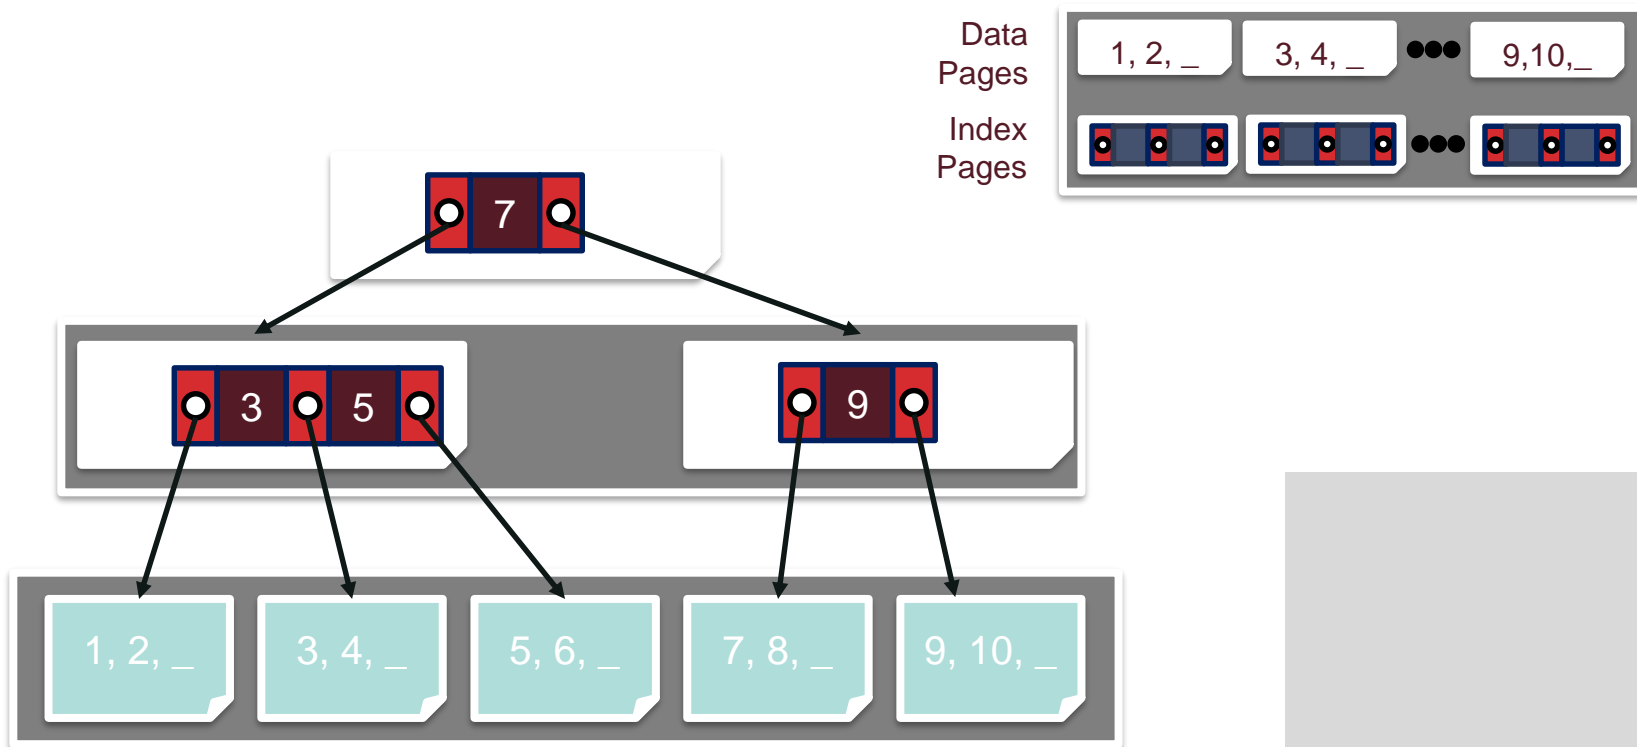 Data
Pages
1, 2, _
3, 4, _
9,10,_
Index
Pages
7
3
5
9
1, 2, _
3, 4, _
5, 6, _
7, 8, _
9, 10, _